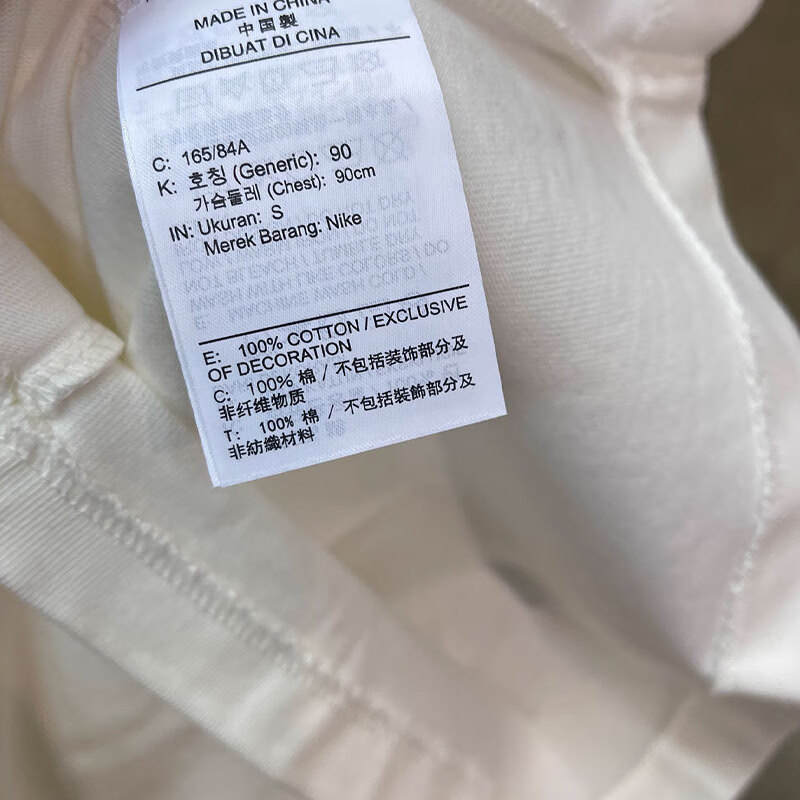 MADE IN CHINA
中国製
DIBUAT DI CINA
C: 165/84A
K: 호칭 (Generic): 90
가슴둘레 (Chest): 90cm
IN: Ukuran: S
Merek Barang: Nike
E: 100% COTTON / EXCLUSIVE
OF DECORATION
C: 100% 棉 / 不包括装饰部分及
非纤维物质
T: 100% 棉 / 不包括裝飾部分及
非紡織材料